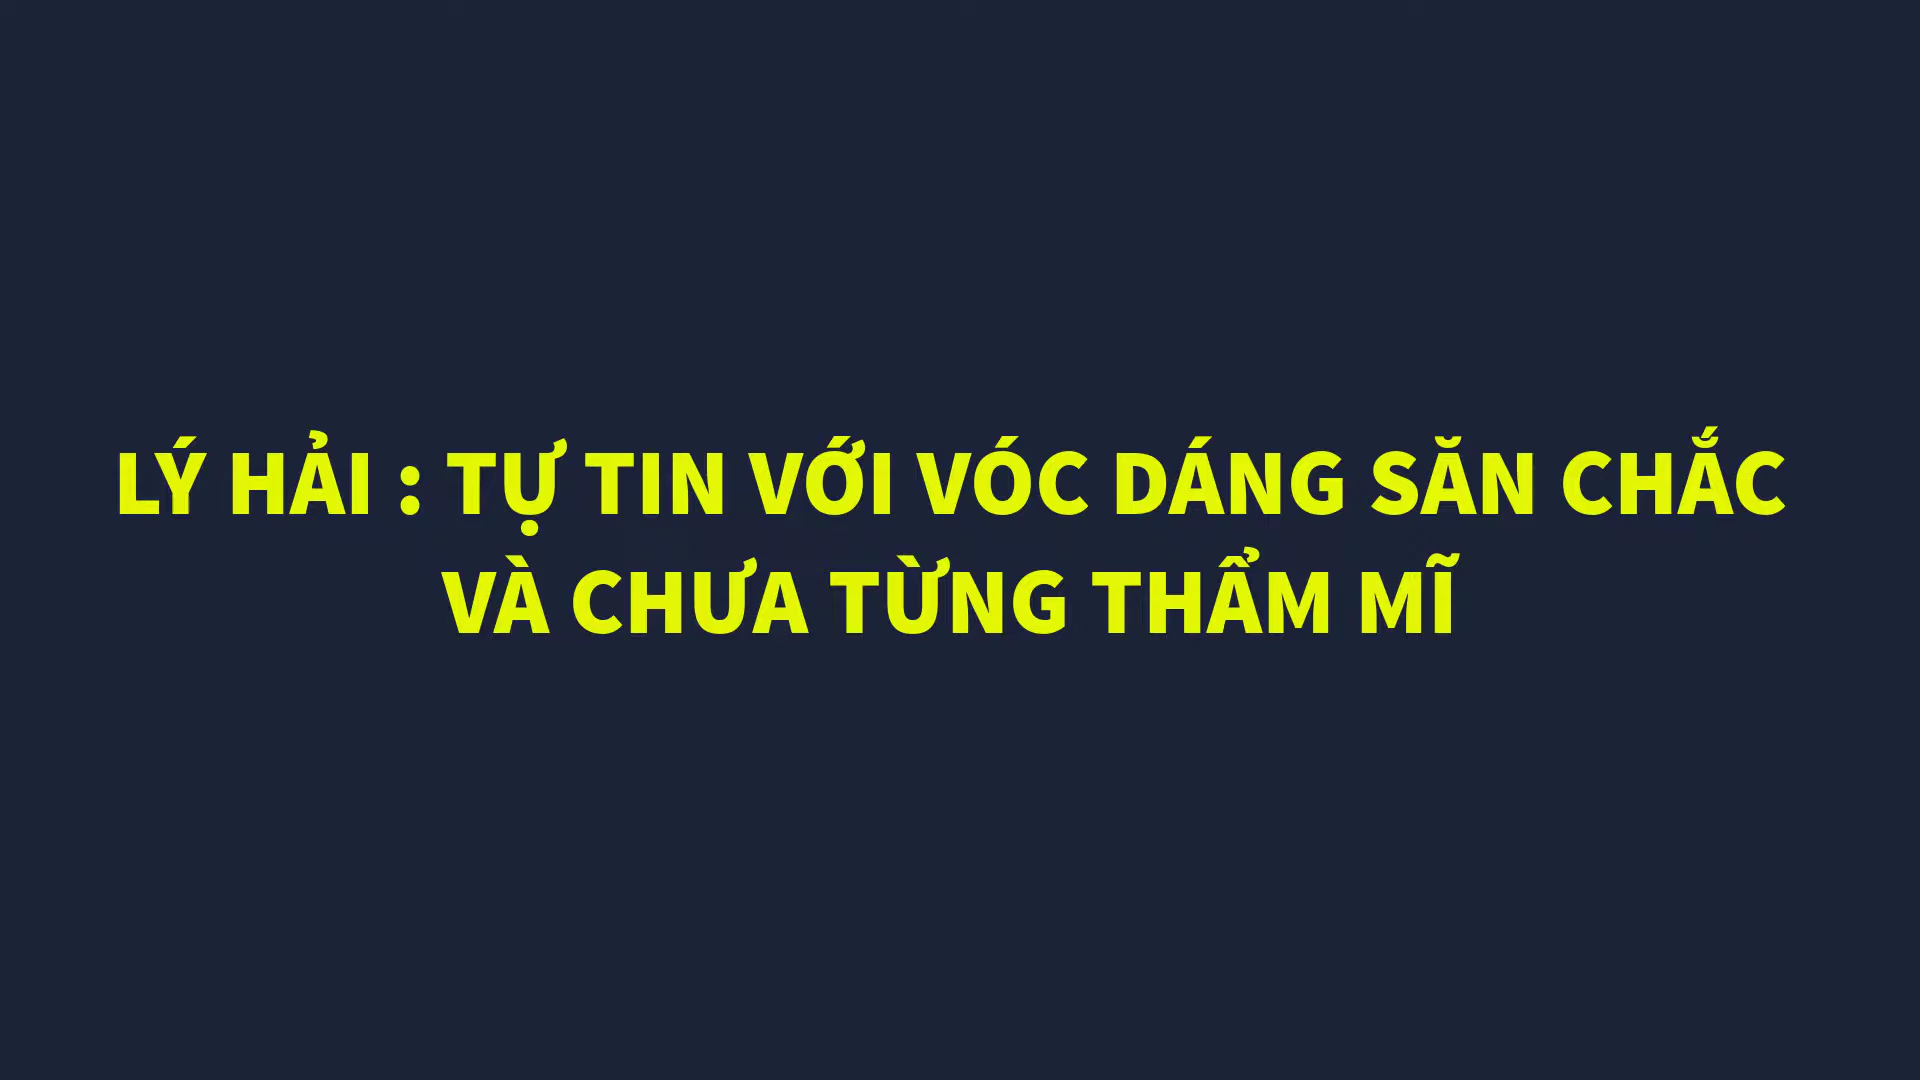 LÝ HẢI : TỰ TIN VỚI VÓC DÁNG SĂN CHẮC
VÀ CHƯA TỪNG THẨM MĨ